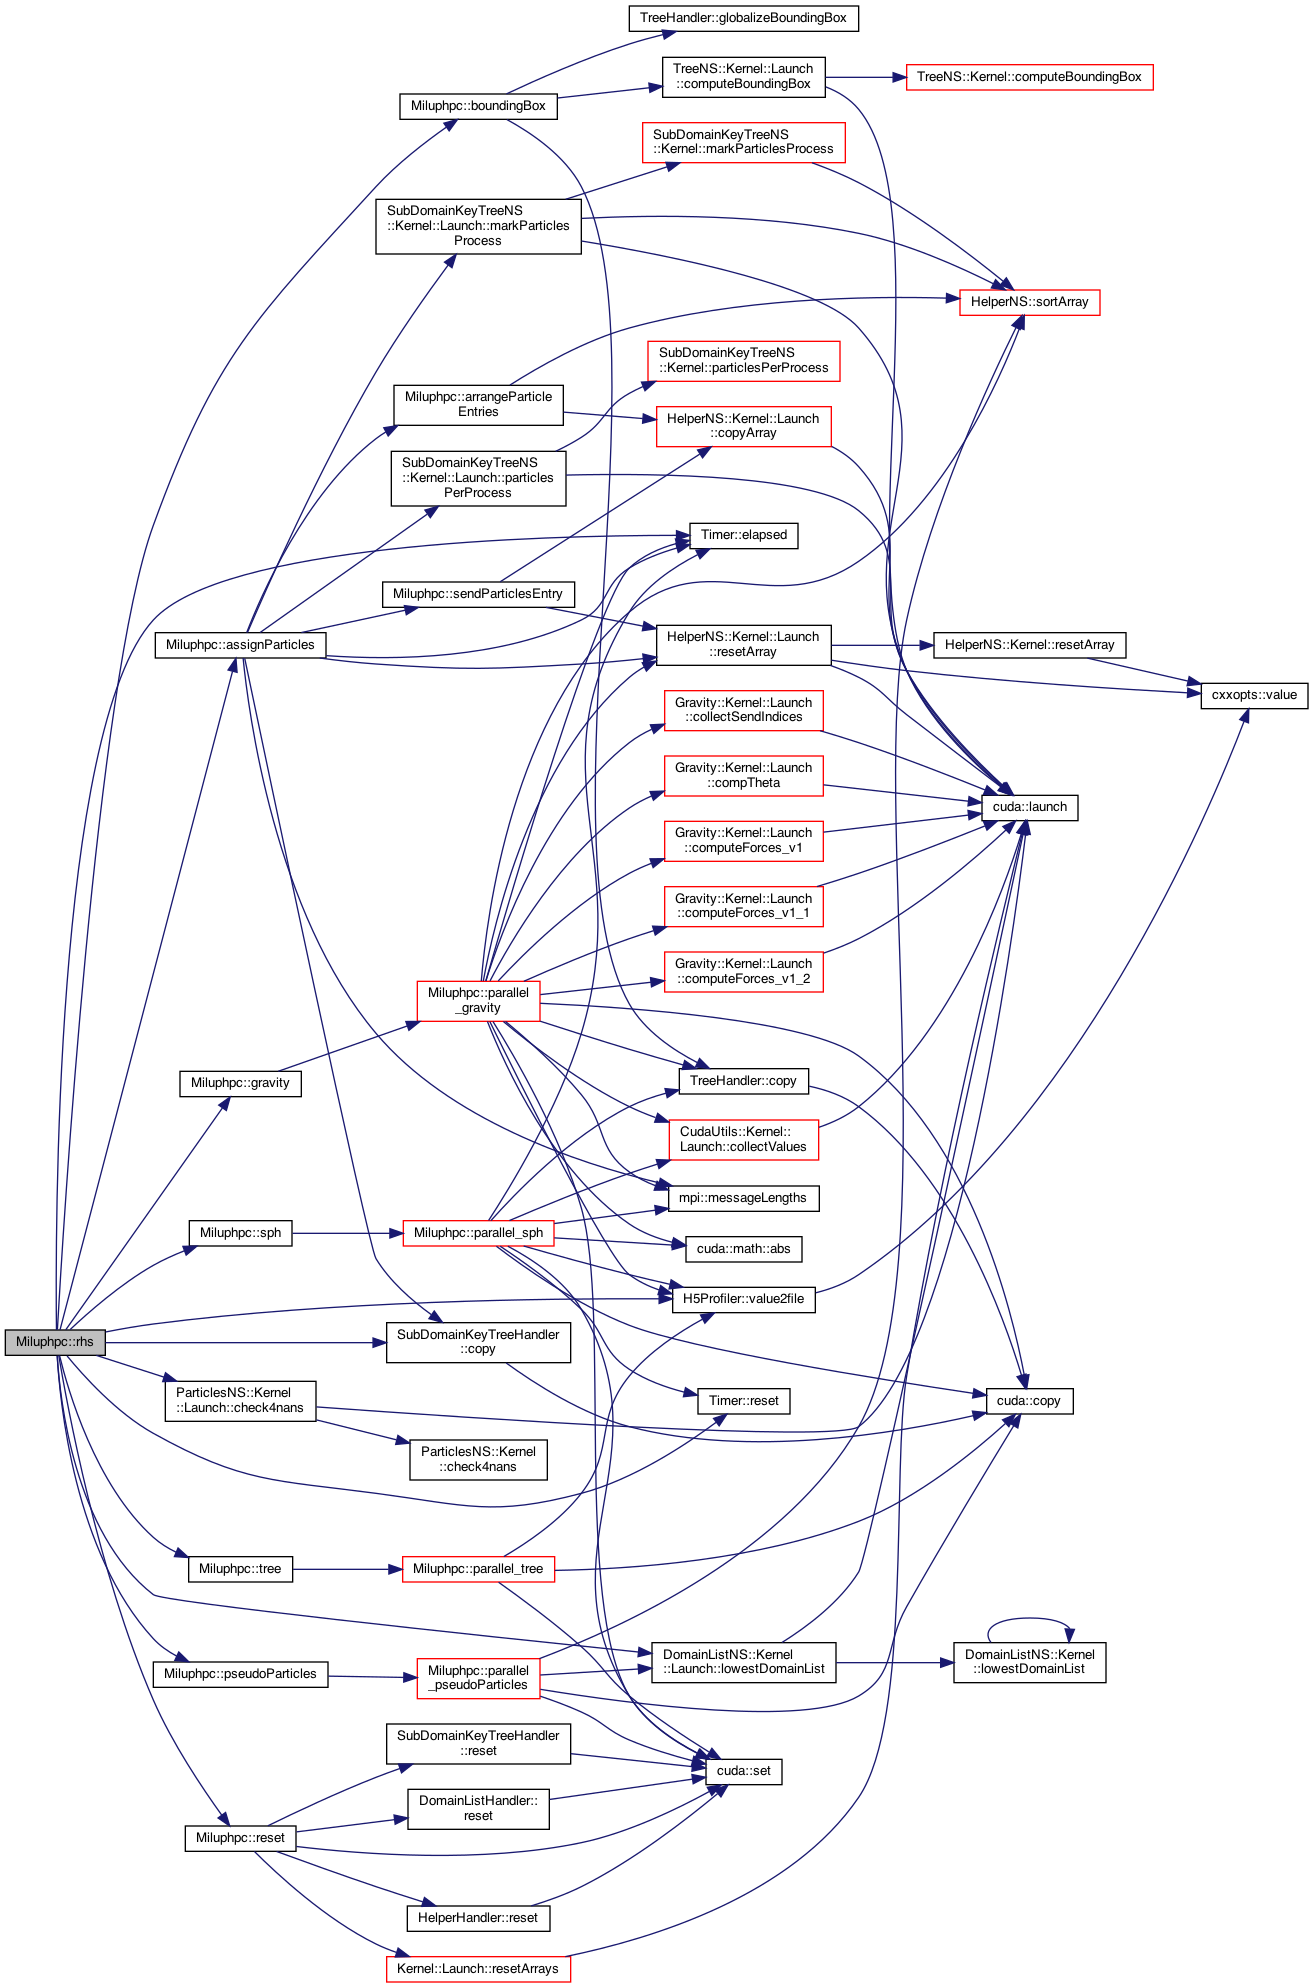 TreeHandler::globalizeBoundingBox
TreeNS::Kernel::Launch
::computeBoundingBox
TreeNS::Kernel::computeBoundingBox
Miluphpc::boundingBox
SubDomainKeyTreeNS
::Kernel::markParticlesProcess
SubDomainKeyTreeNS
::Kernel::Launch::markParticles
Process
HelperNS::sortArray
SubDomainKeyTreeNS
::Kernel::particlesPerProcess
Miluphpc::arrangeParticle
Entries
HelperNS::Kernel::Launch
::copyArray
SubDomainKeyTreeNS
::Kernel::Launch::particles
PerProcess
Timer::elapsed
Miluphpc::sendParticlesEntry
Miluphpc::assignParticles
HelperNS::Kernel::Launch
::resetArray
HelperNS::Kernel::resetArray
cxxopts::value
Gravity::Kernel::Launch
::collectSendIndices
Gravity::Kernel::Launch
::compTheta
cuda::launch
Gravity::Kernel::Launch
::computeForces_v1
Gravity::Kernel::Launch
::computeForces_v1_1
Gravity::Kernel::Launch
::computeForces_v1_2
Miluphpc::parallel
_gravity
Miluphpc::gravity
TreeHandler::copy
CudaUtils::Kernel::
Launch::collectValues
mpi::messageLengths
Miluphpc::sph
Miluphpc::parallel_sph
cuda::math::abs
H5Profiler::value2file
Miluphpc::rhs
SubDomainKeyTreeHandler
::copy
ParticlesNS::Kernel
::Launch::check4nans
Timer::reset
cuda::copy
ParticlesNS::Kernel
::check4nans
Miluphpc::tree
Miluphpc::parallel_tree
Miluphpc::pseudoParticles
Miluphpc::parallel
_pseudoParticles
DomainListNS::Kernel
::Launch::lowestDomainList
DomainListNS::Kernel
::lowestDomainList
SubDomainKeyTreeHandler
::reset
cuda::set
DomainListHandler::
reset
Miluphpc::reset
HelperHandler::reset
Kernel::Launch::resetArrays